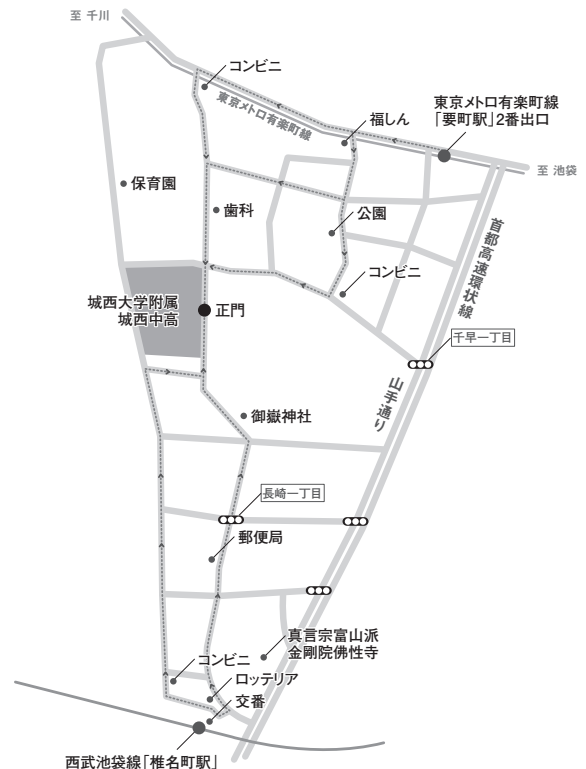 至 千川
コンビニ
東京メトロ有楽町線
福しん
東京メトロ有楽町線
「要町駅」2番出口
至 池袋
保育園
歯科
公園
首都高速環状線
コンビニ
城西大学附属
城西中高
正門
千早一丁目
山手通り
御嶽神社
長崎一丁目
郵便局
真言宗富山派
金剛院佛性寺
コンビニ
ロッテリア
交番
西武池袋線「椎名町駅」